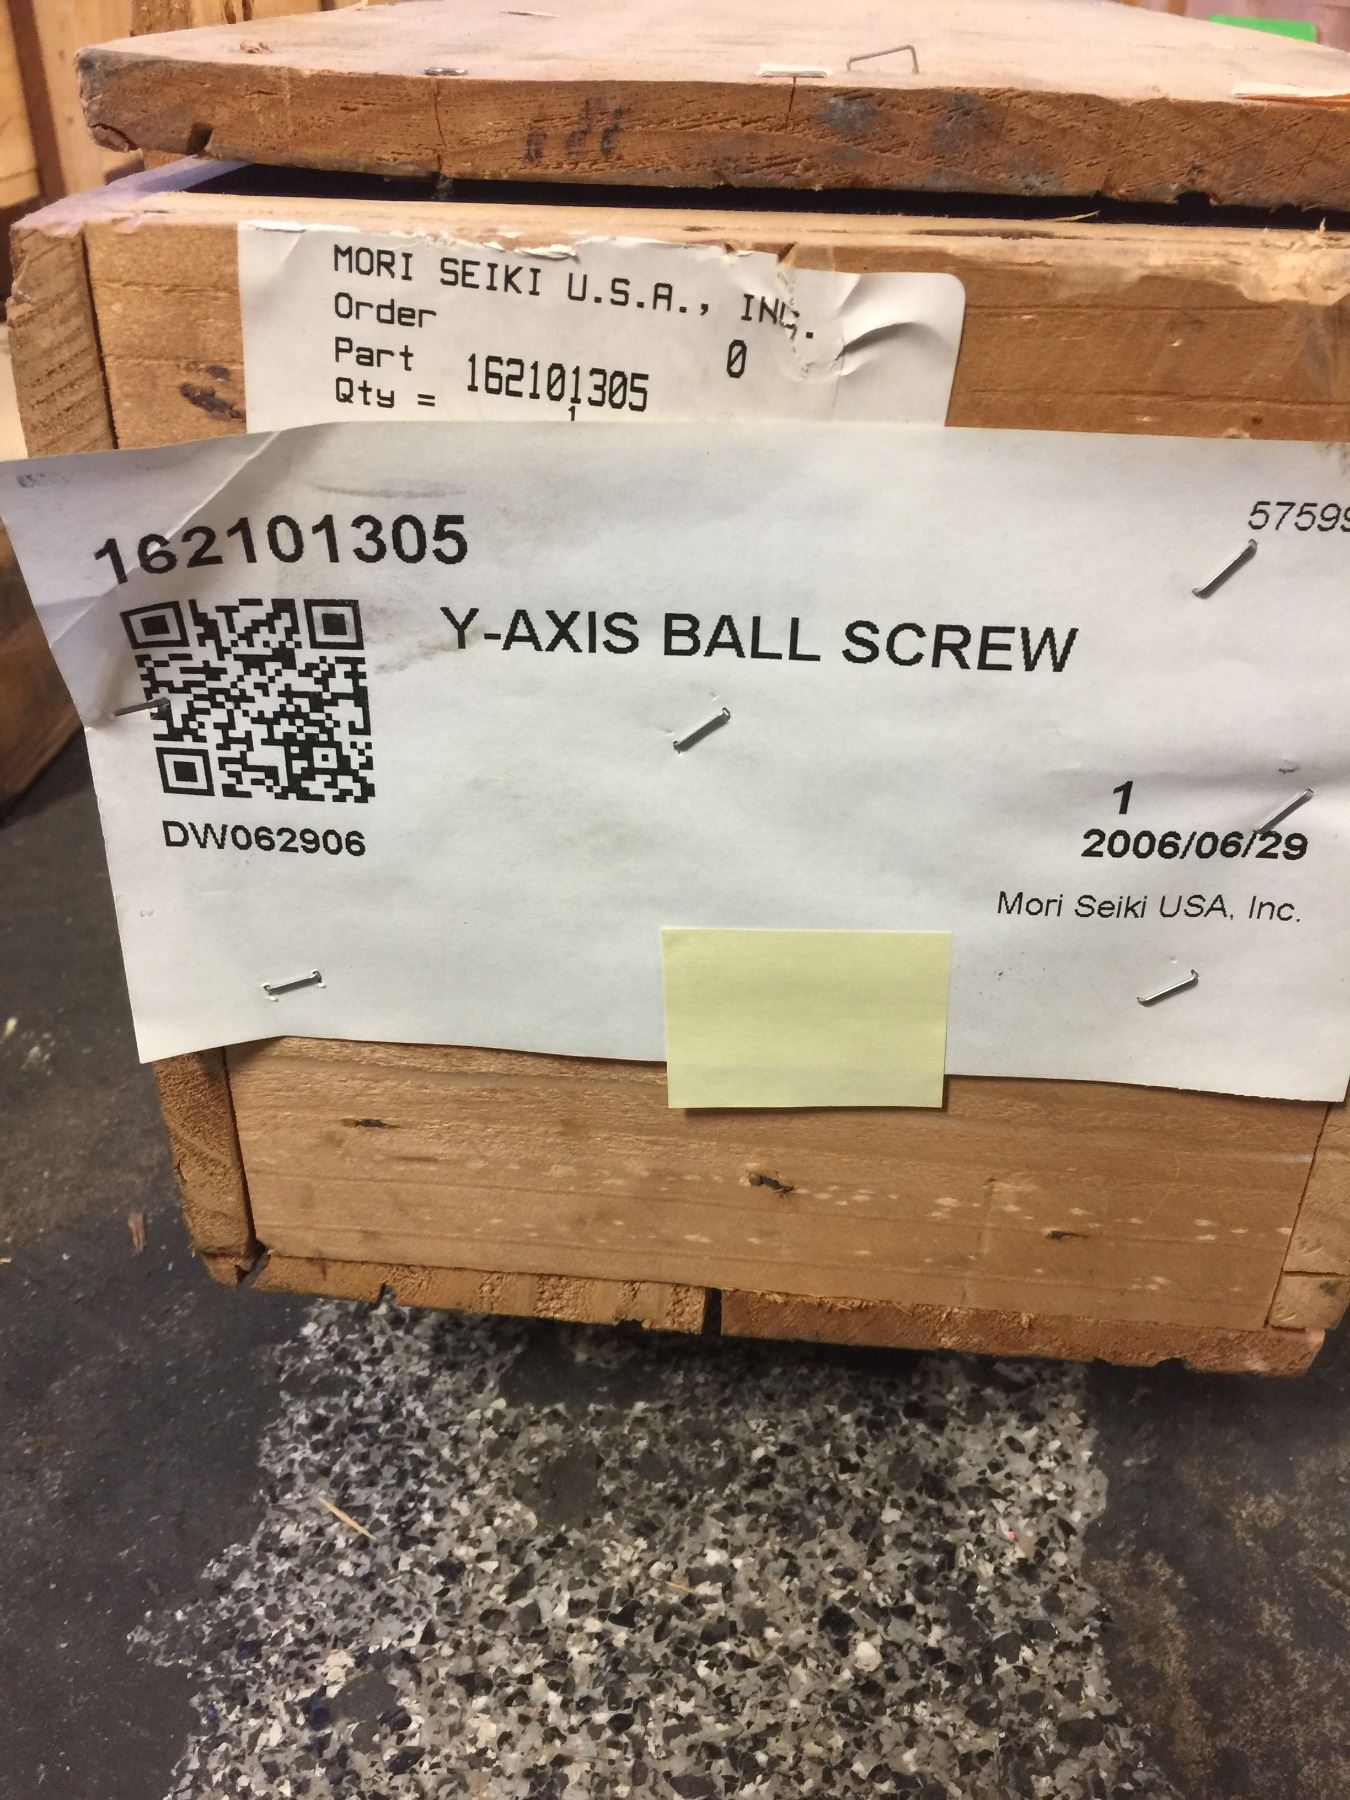 MORI SEIKI U.S.A., INC.
Order 0
Part 162101305
Qty = 1
162101305
Y-AXIS BALL SCREW
DW062906
1
2006/06/29
Mori Seiki USA, Inc.